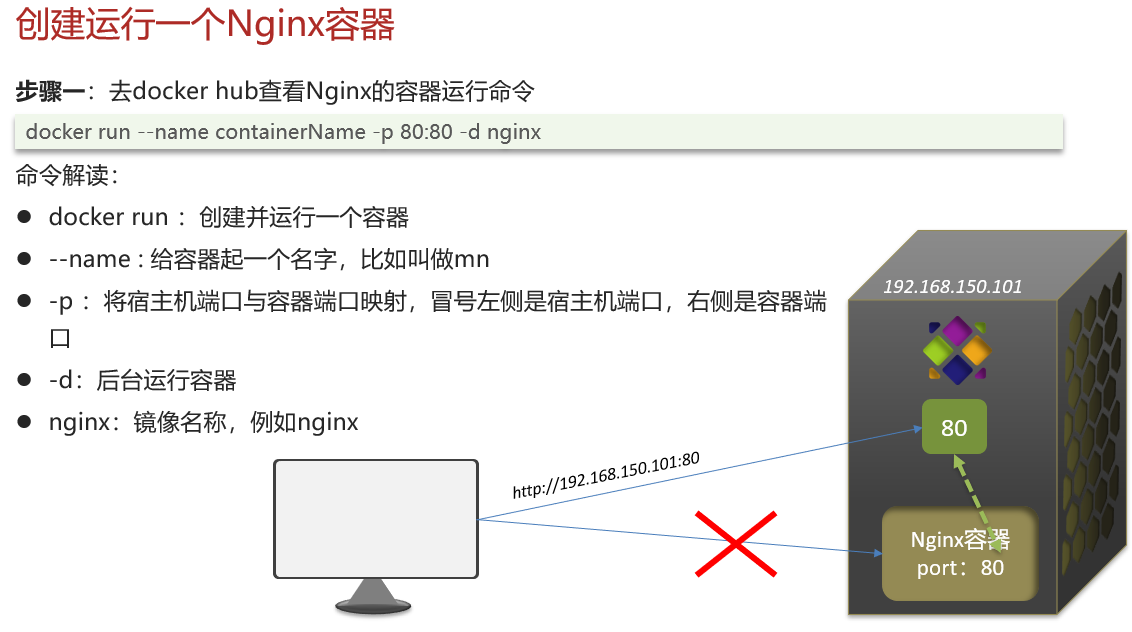 创建运行一个Nginx容器
步骤一：去docker hub查看Nginx的容器运行命令
docker run --name containerName -p 80:80 -d nginx
命令解读：
● docker run ：创建并运行一个容器
● --name : 给容器起一个名字，比如叫做mn
● -p ：将宿主机端口与容器端口映射，冒号左侧是宿主机端口，右侧是容器端
口
● -d：后台运行容器
● nginx：镜像名称，例如nginx
192.168.150.101
80
http://192.168.150.101:80
Nginx容器
port：80